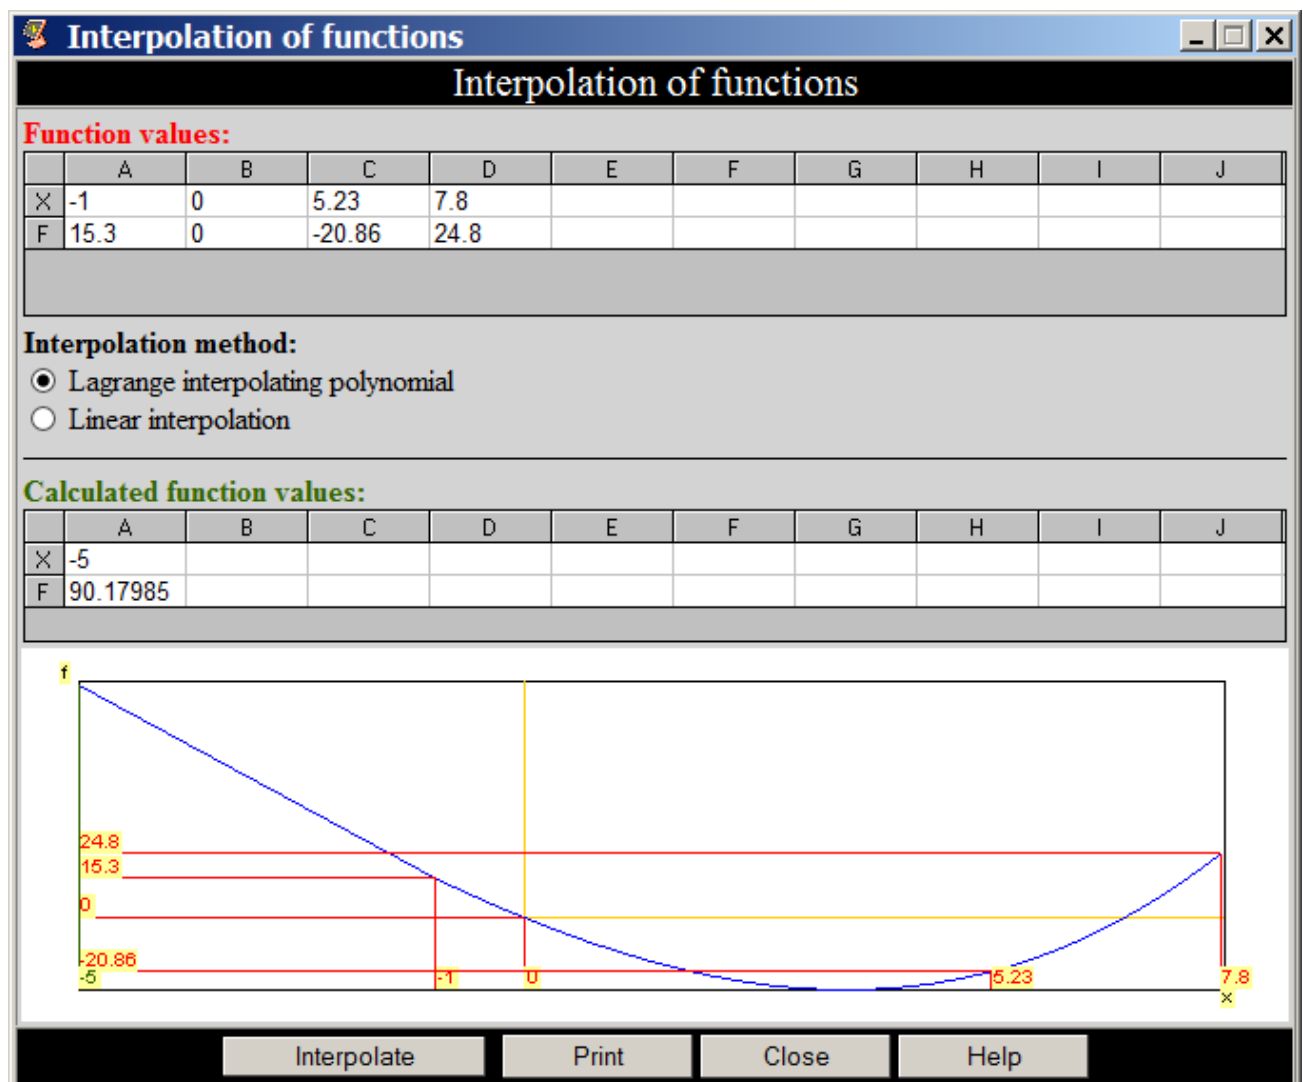 Interpolation of functions
Interpolation of functions
Function values:
A B C D E F G H I J
X -1 0 5.23 7.8
F 15.3 0 -20.86 24.8
Interpolation method:
Lagrange interpolating polynomial
Linear interpolation
Calculated function values:
A B C D E F G H I J
X -5
F 90.17985
f
24.8
15.3
0
-20.86
-5 -1 0 5.23 7.8
x
Interpolate Print Close Help